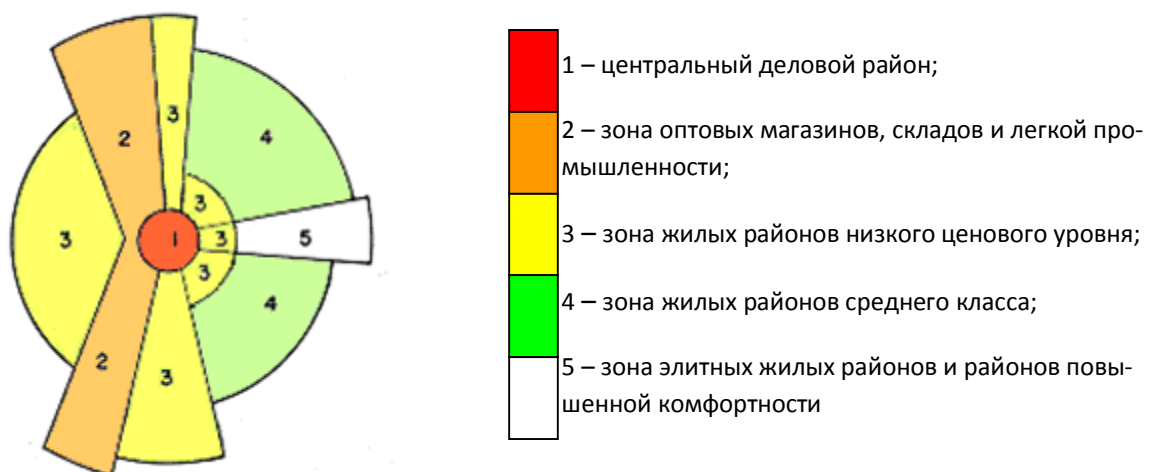 3
2
4
3
3
1
3
5
3
4
2
3
1 – центральный деловой район;
2 – зона оптовых магазинов, складов и легкой про-
мышленности;
3 – зона жилых районов низкого ценового уровня;
4 – зона жилых районов среднего класса;
5 – зона элитных жилых районов и районов повы-
шенной комфортности